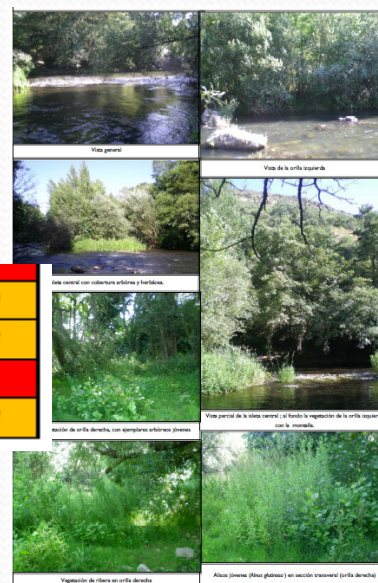 Vista general
Vista de la orilla izquierda
isleta central con cobertura arbórea y herbácea.
Vista parcial de la isleta central ; al fondo la vegetación de la orilla izquier
con la montaña.
tación de orilla derecha, con ejemplares arbóreos jóvenes
Vegetación de ribera en orilla derecha
Alisos jóvenes (Alnus glutinosa) en sección transversal (orilla derecha)